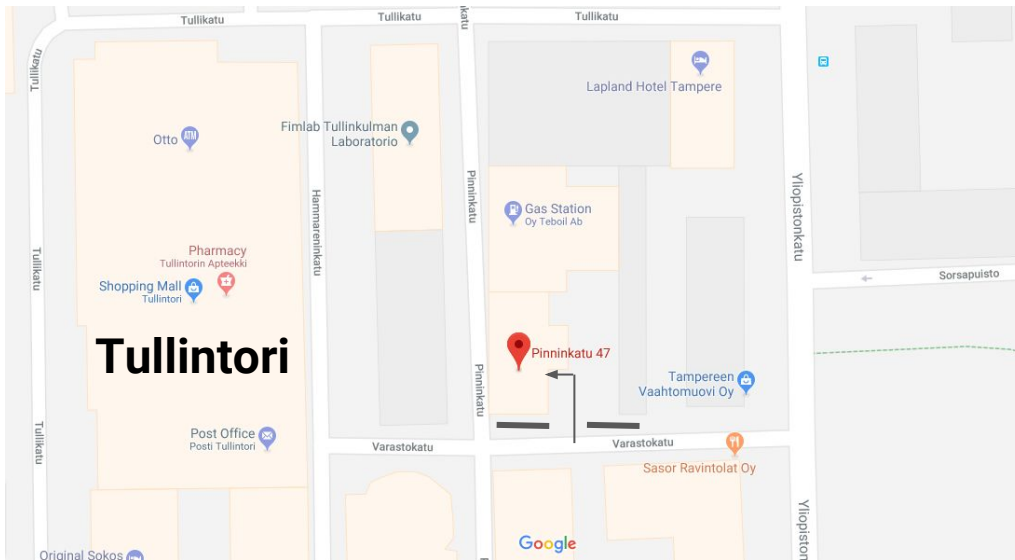 Tullikatu
Tullikatu
Tullikatu
Tullikatu
Lapland Hotel Tampere
Otto
ATM
Fimlab Tullinkulman
Laboratorio
Pinninkatu
Hammareninkatu
Yliopistonkatu
Gas Station
Oy Teboil Ab
Pharmacy
Tullintorin Apteekki
Shopping Mall
Tullintori
Tullikatu
Sorsapuisto
Tullintori
Pinninkatu 47
Pinninkatu
Tampereen
Vaahtomuovi Oy
Tullikatu
Post Office
Posti Tullintori
Varastokatu
Varastokatu
Sasor Ravintolat Oy
Original Sokos
Google